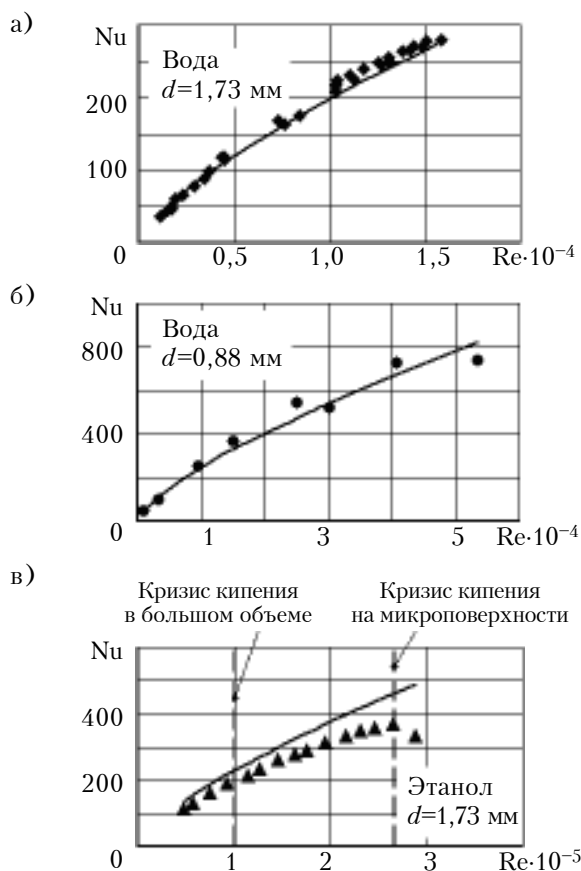 а)
Nu
Вода
d=1,73 мм
200
100
0
0,5
1,0
1,5
Re·10⁻⁴
б)
Nu
Вода
d=0,88 мм
800
400
0
1
3
5
Re·10⁻⁴
в)
Кризис кипения
в большом объеме
Кризис кипения
на микроповерхности
Nu
400
200
Этанол
d=1,73 мм
0
1
2
3
Re·10⁻⁵